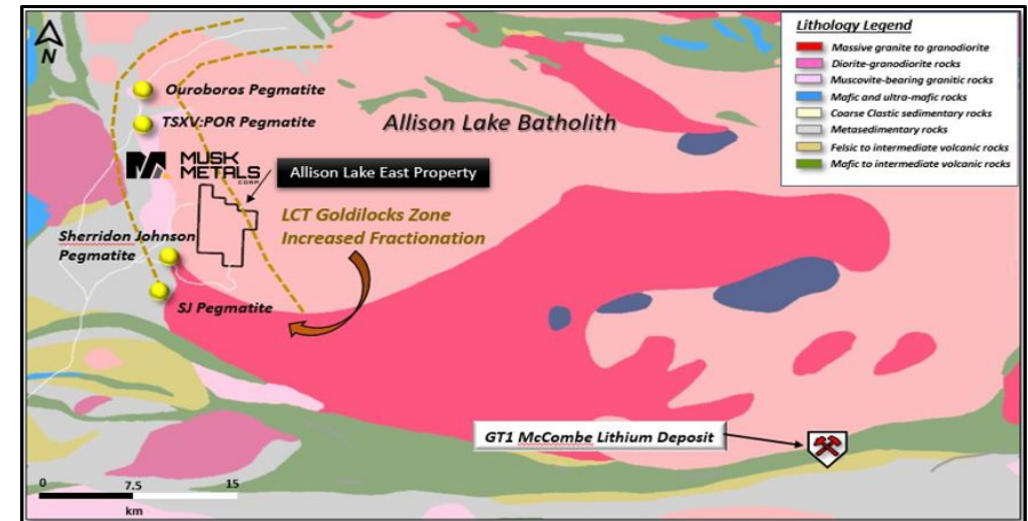 N
Ouroboros Pegmatite
TSXV:POR Pegmatite
MUSK
METALS
CORP.
Allison Lake Batholith
Allison Lake East Property
LCT Goldilocks Zone
Increased Fractionation
Sherridon Johnson
Pegmatite
SJ Pegmatite
GT1 McCombe Lithium Deposit
0 7.5 15
km
Lithology Legend
Massive granite to granodiorite
Diorite-granodiorite rocks
Muscovite-bearing granitic rocks
Mafic and ultra-mafic rocks
Coarse Clastic sedimentary rocks
Metasedimentary rocks
Felsic to intermediate volcanic rocks
Mafic to intermediate volcanic rocks